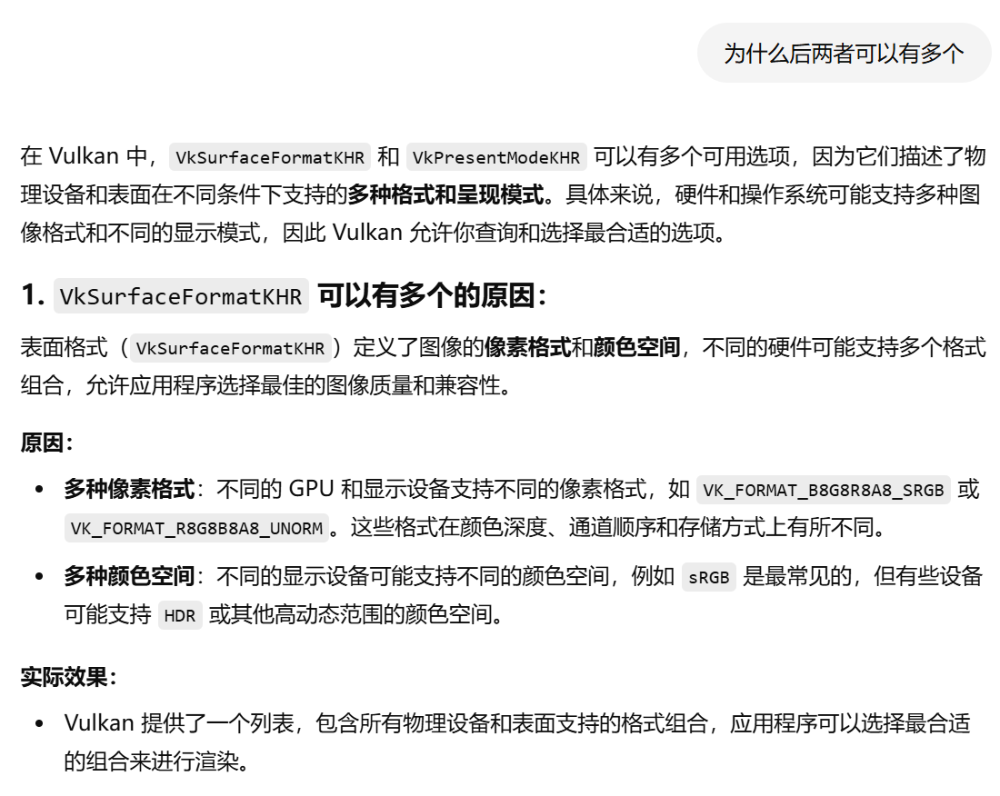 为什么后两者可以有多个
在 Vulkan 中，VkSurfaceFormatKHR 和 VkPresentModeKHR 可以有多个可用选项，因为它们描述了物
理设备和表面在不同条件下支持的多种格式和呈现模式。具体来说，硬件和操作系统可能支持多种图
像格式和不同的显示模式，因此 Vulkan 允许你查询和选择最合适的选项。
1. VkSurfaceFormatKHR 可以有多个的原因：
表面格式（VkSurfaceFormatKHR）定义了图像的像素格式和颜色空间，不同的硬件可能支持多个格式
组合，允许应用程序选择最佳的图像质量和兼容性。
原因：
• 多种像素格式：不同的 GPU 和显示设备支持不同的像素格式，如 VK_FORMAT_B8G8R8A8_SRGB 或
VK_FORMAT_R8G8B8A8_UNORM。这些格式在颜色深度、通道顺序和存储方式上有所不同。
• 多种颜色空间：不同的显示设备可能支持不同的颜色空间，例如 sRGB 是最常见的，但有些设备
可能支持 HDR 或其他高动态范围的颜色空间。
实际效果：
• Vulkan 提供了一个列表，包含所有物理设备和表面支持的格式组合，应用程序可以选择最合适
的组合来进行渲染。